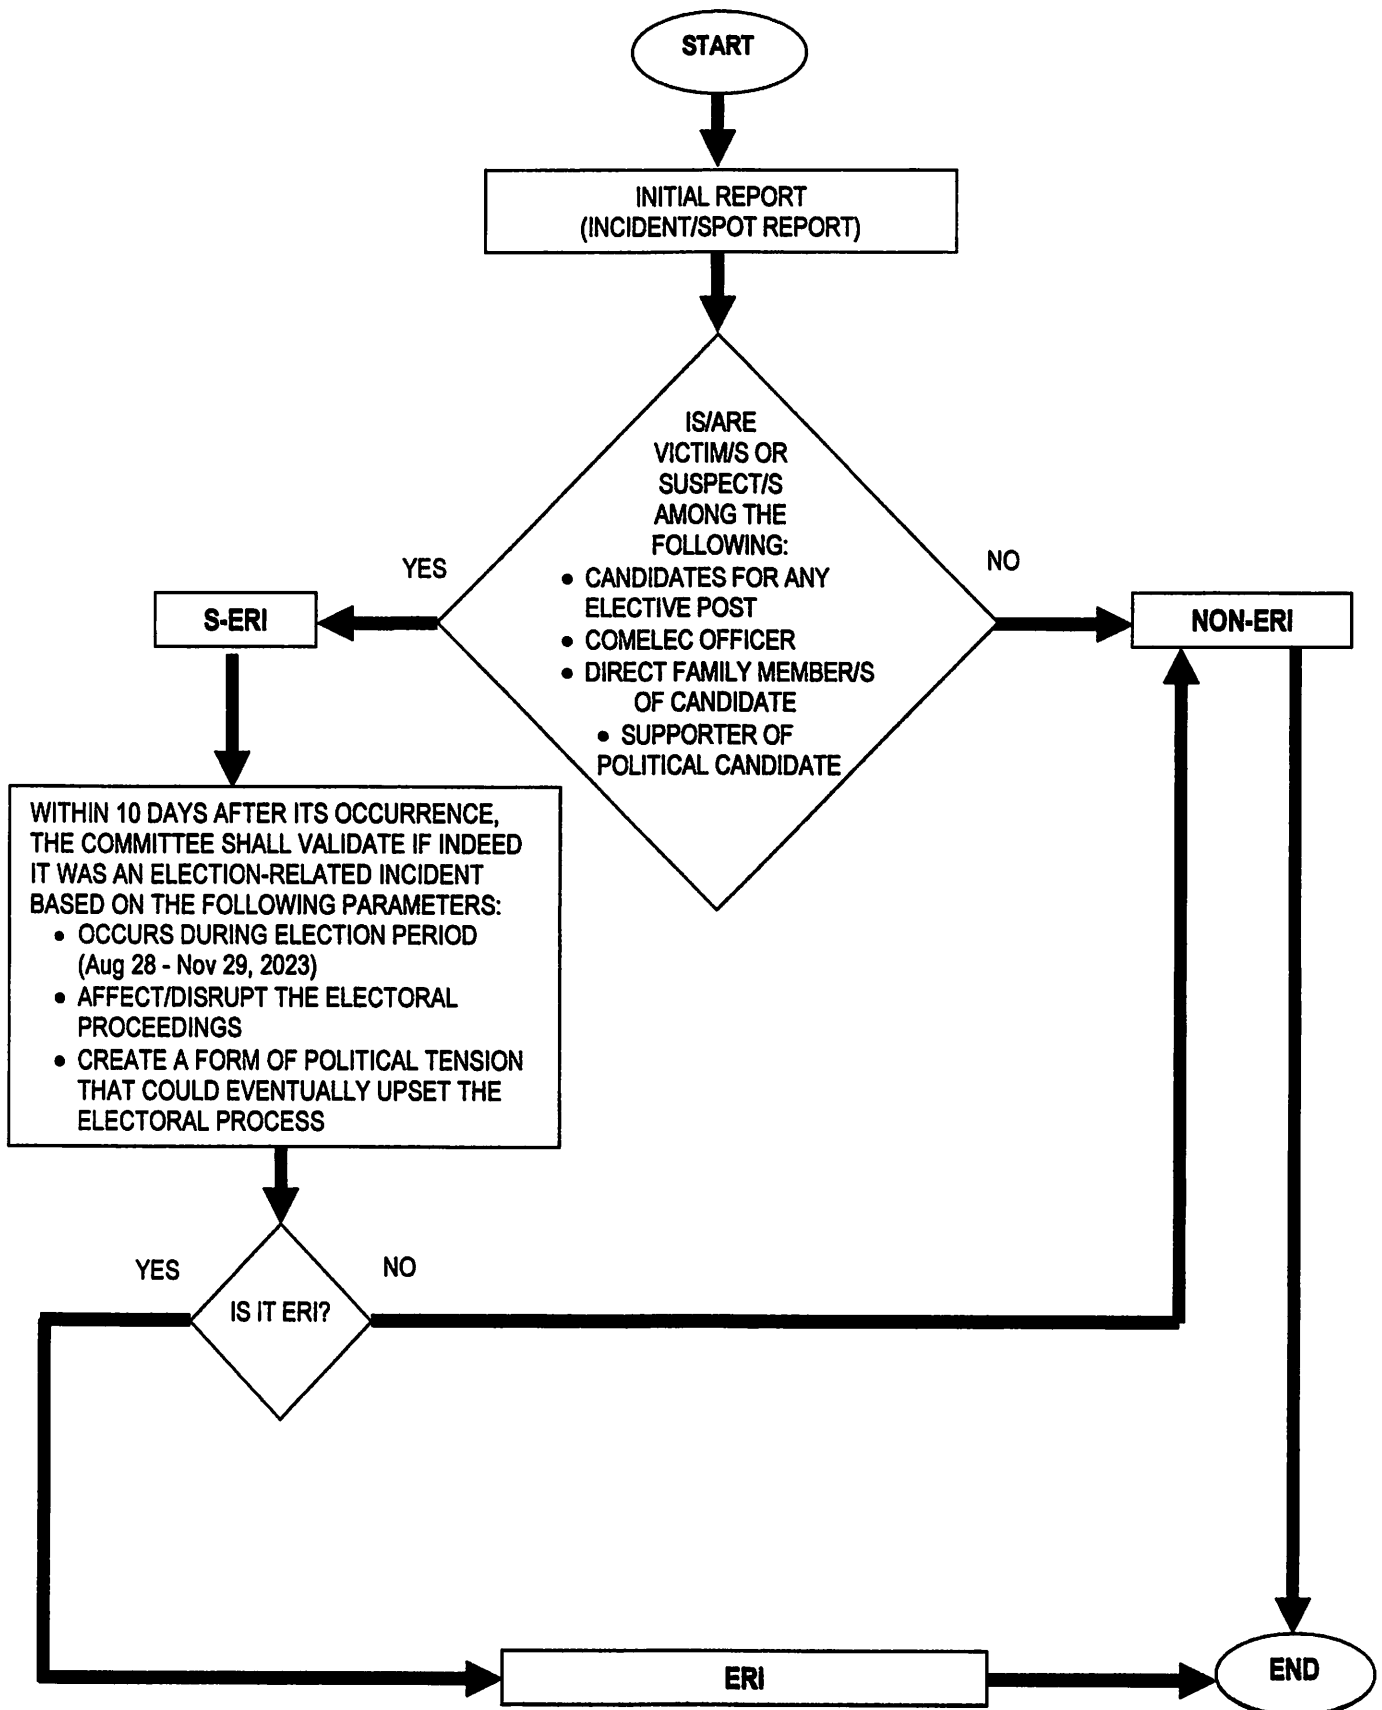 START
INITIAL REPORT
(INCIDENT/SPOT REPORT)
IS/ARE
VICTIM/S OR
SUSPECT/S
AMONG THE
FOLLOWING:
• CANDIDATES FOR ANY
ELECTIVE POST
• COMELEC OFFICER
• DIRECT FAMILY MEMBER/S
OF CANDIDATE
• SUPPORTER OF
POLITICAL CANDIDATE
YES
NO
S-ERI
NON-ERI
WITHIN 10 DAYS AFTER ITS OCCURRENCE,
THE COMMITTEE SHALL VALIDATE IF INDEED
IT WAS AN ELECTION-RELATED INCIDENT
BASED ON THE FOLLOWING PARAMETERS:
• OCCURS DURING ELECTION PERIOD
(Aug 28 - Nov 29, 2023)
• AFFECT/DISRUPT THE ELECTORAL
PROCEEDINGS
• CREATE A FORM OF POLITICAL TENSION
THAT COULD EVENTUALLY UPSET THE
ELECTORAL PROCESS
YES
NO
IS IT ERI?
ERI
END